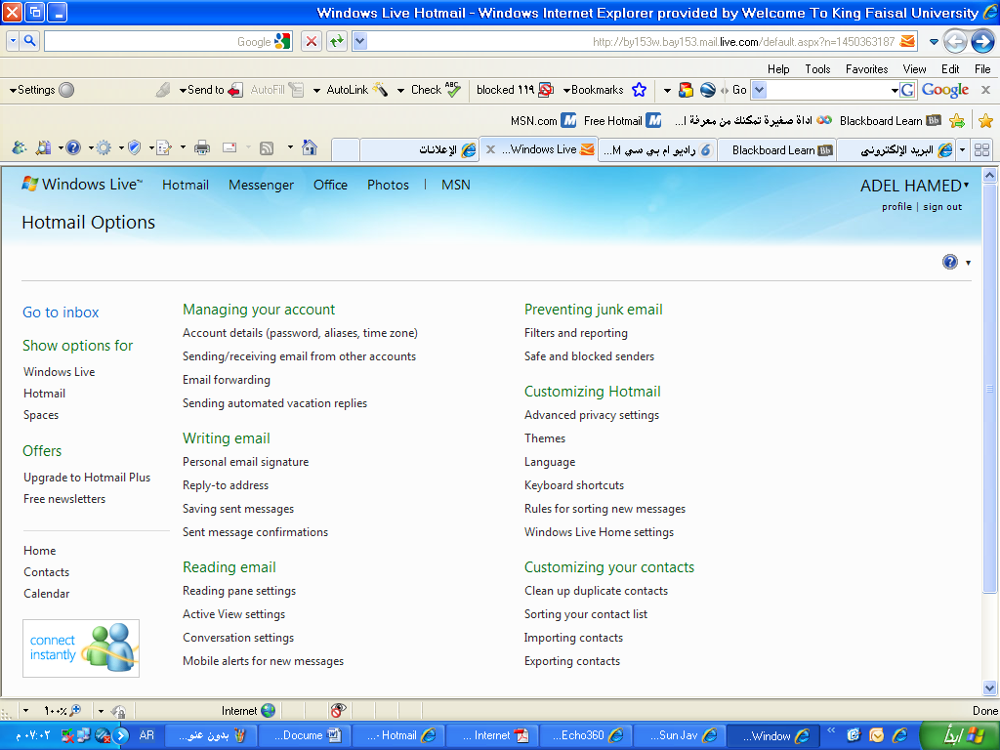 Windows Live Hotmail - Windows Internet Explorer provided by Welcome To King Faisal University
Google
http://by153w.bay153.mail.live.com/default.aspx?n=1450363187
Help Tools Favorites View Edit File
Settings Send to AutoFill AutoLink Check ABC blocked ١١٩ Bookmarks Go G Google
MSN.com Free Hotmail ...اداة صغيرة تمكنك من معرفة ا Blackboard Learn Bb
الإعلانات Windows Live... راديو ام بي سي M... Blackboard Learn Bb البريد الإلكتروني
Windows Live™ Hotmail Messenger Office Photos | MSN
ADEL HAMED
profile | sign out
Hotmail Options
Go to inbox
Show options for
Windows Live
Hotmail
Spaces
Offers
Upgrade to Hotmail Plus
Free newsletters
Home
Contacts
Calendar
connect
instantly
Managing your account
Account details (password, aliases, time zone)
Sending/receiving email from other accounts
Email forwarding
Sending automated vacation replies
Writing email
Personal email signature
Reply-to address
Saving sent messages
Sent message confirmations
Reading email
Reading pane settings
Active View settings
Conversation settings
Mobile alerts for new messages
Preventing junk email
Filters and reporting
Safe and blocked senders
Customizing Hotmail
Advanced privacy settings
Themes
Language
Keyboard shortcuts
Rules for sorting new messages
Windows Live Home settings
Customizing your contacts
Clean up duplicate contacts
Sorting your contact list
Importing contacts
Exporting contacts
١٠٠% Internet Done
٠٧:٠٢ م AR بدون عنو... ...Docume ...- Hotmail ...Internet ...Echo360 ...Sun Jav ...Window ابدأ